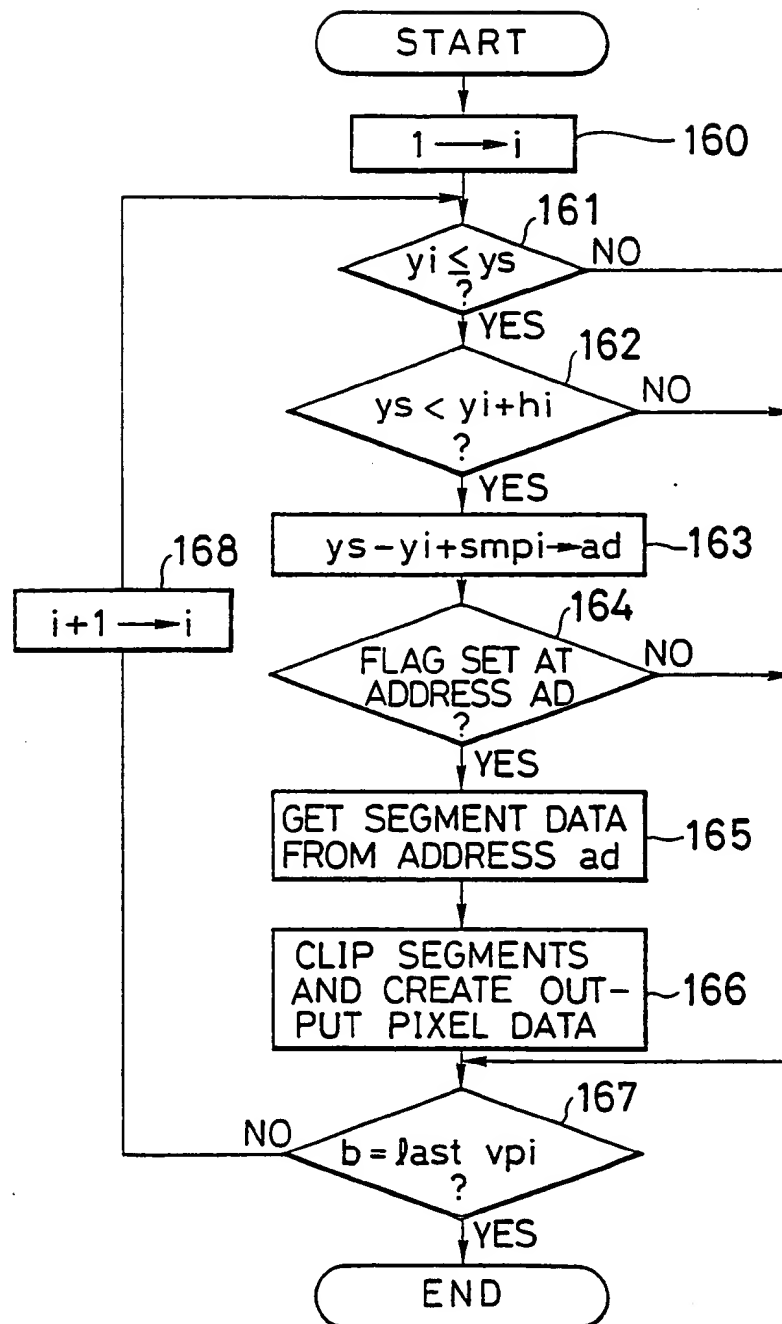 START
1 → i
160
161
yi ≤ ys
?
NO
YES
162
ys < yi+hi
?
NO
YES
ys - yi + smpi → ad
163
168
i+1 → i
164
FLAG SET AT
ADDRESS AD
?
NO
YES
GET SEGMENT DATA
FROM ADDRESS ad
165
CLIP SEGMENTS
AND CREATE OUT-
PUT PIXEL DATA
166
167
NO
b = last vpi
?
YES
END